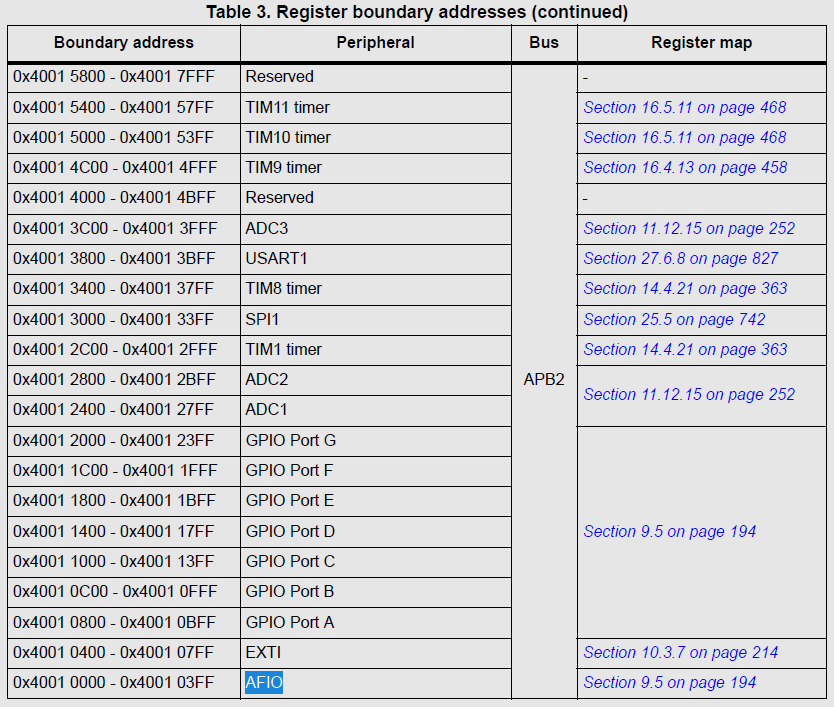 Table 3. Register boundary addresses (continued)
Boundary address Peripheral Bus Register map
0x4001 5800 - 0x4001 7FFF Reserved -
0x4001 5400 - 0x4001 57FF TIM11 timer Section 16.5.11 on page 468
0x4001 5000 - 0x4001 53FF TIM10 timer Section 16.5.11 on page 468
0x4001 4C00 - 0x4001 4FFF TIM9 timer Section 16.4.13 on page 458
0x4001 4000 - 0x4001 4BFF Reserved -
0x4001 3C00 - 0x4001 3FFF ADC3 Section 11.12.15 on page 252
0x4001 3800 - 0x4001 3BFF USART1 Section 27.6.8 on page 827
0x4001 3400 - 0x4001 37FF TIM8 timer Section 14.4.21 on page 363
0x4001 3000 - 0x4001 33FF SPI1 Section 25.5 on page 742
0x4001 2C00 - 0x4001 2FFF TIM1 timer Section 14.4.21 on page 363
0x4001 2800 - 0x4001 2BFF ADC2 APB2 Section 11.12.15 on page 252
0x4001 2400 - 0x4001 27FF ADC1
0x4001 2000 - 0x4001 23FF GPIO Port G
0x4001 1C00 - 0x4001 1FFF GPIO Port F
0x4001 1800 - 0x4001 1BFF GPIO Port E
0x4001 1400 - 0x4001 17FF GPIO Port D Section 9.5 on page 194
0x4001 1000 - 0x4001 13FF GPIO Port C
0x4001 0C00 - 0x4001 0FFF GPIO Port B
0x4001 0800 - 0x4001 0BFF GPIO Port A
0x4001 0400 - 0x4001 07FF EXTI Section 10.3.7 on page 214
0x4001 0000 - 0x4001 03FF AFIO Section 9.5 on page 194